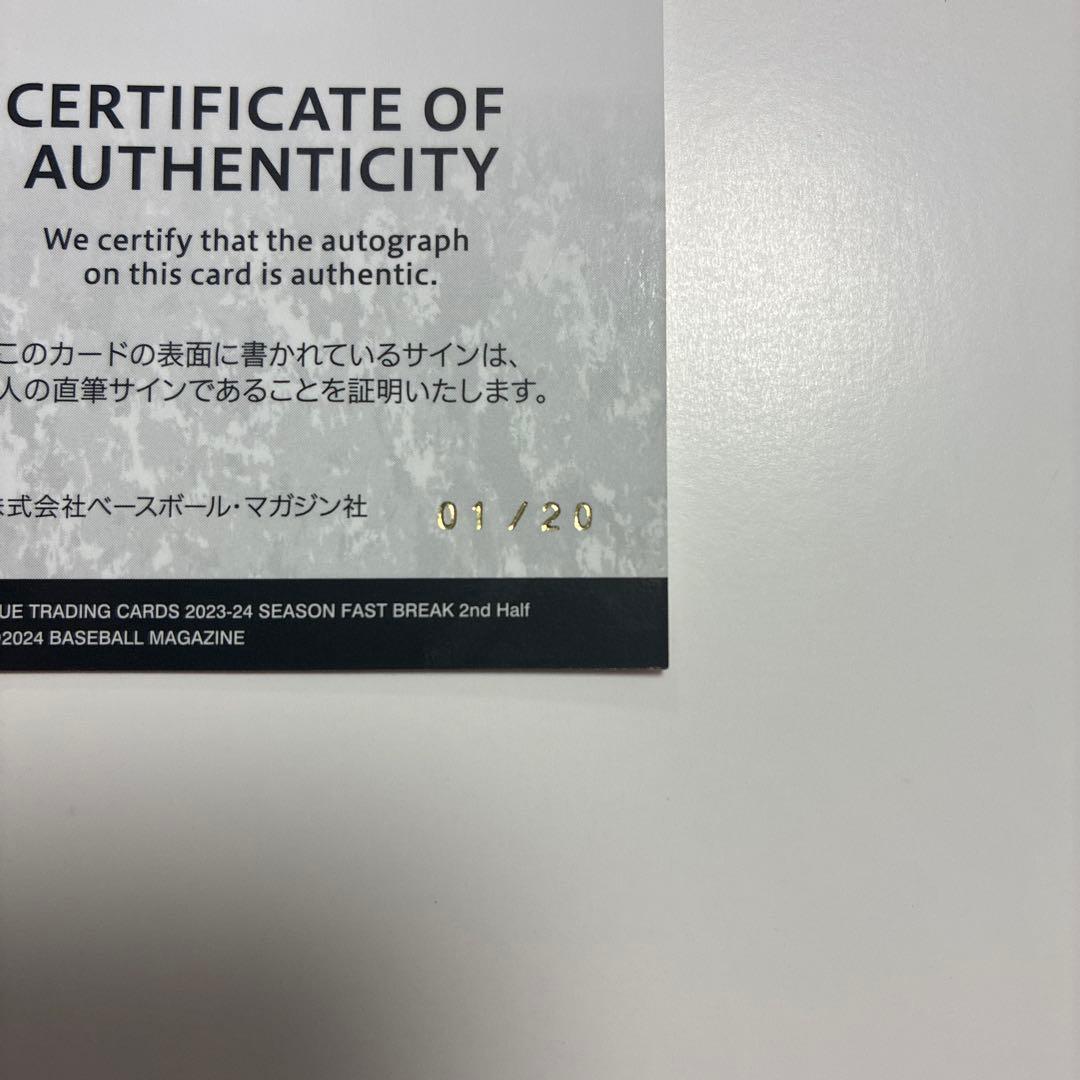 CERTIFICATE OF
AUTHENTICITY
We certify that the autograph
on this card is authentic.
このカードの表面に書かれているサインは、
人の直筆サインであることを証明いたします。
式会社ベースボール・マガジン社
01/20
TRADING CARDS 2023-24 SEASON FAST BREAK 2nd Half
2024 BASEBALL MAGAZINE